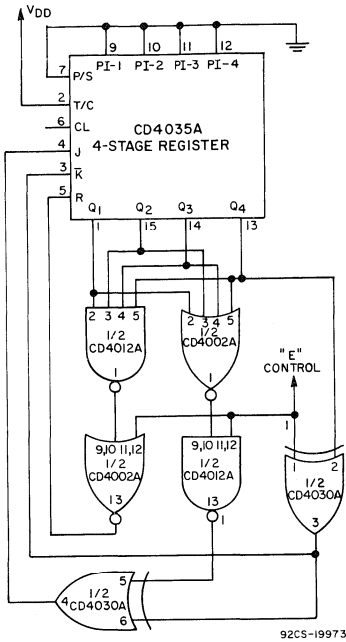 VDD
9 10 11 12
PI-1 PI-2 PI-3 PI-4
7 P/S
2 T/C
6 CL
4 J
3 K̅
5 R
CD4035A
4-STAGE REGISTER
Q1 Q2 Q3 Q4
1 15 14 13
2 3 4 5
1/2
CD4012A
1
2 3 4 5
1/2
CD4002A
1
"E"
CONTROL
1
9,10 11,12
1/2
CD4002A
13
9,10 11,12
1/2
CD4012A
13
1
1 2
1/2
CD4030A
3
4
1/2
CD4030A
5
6
92CS-19973